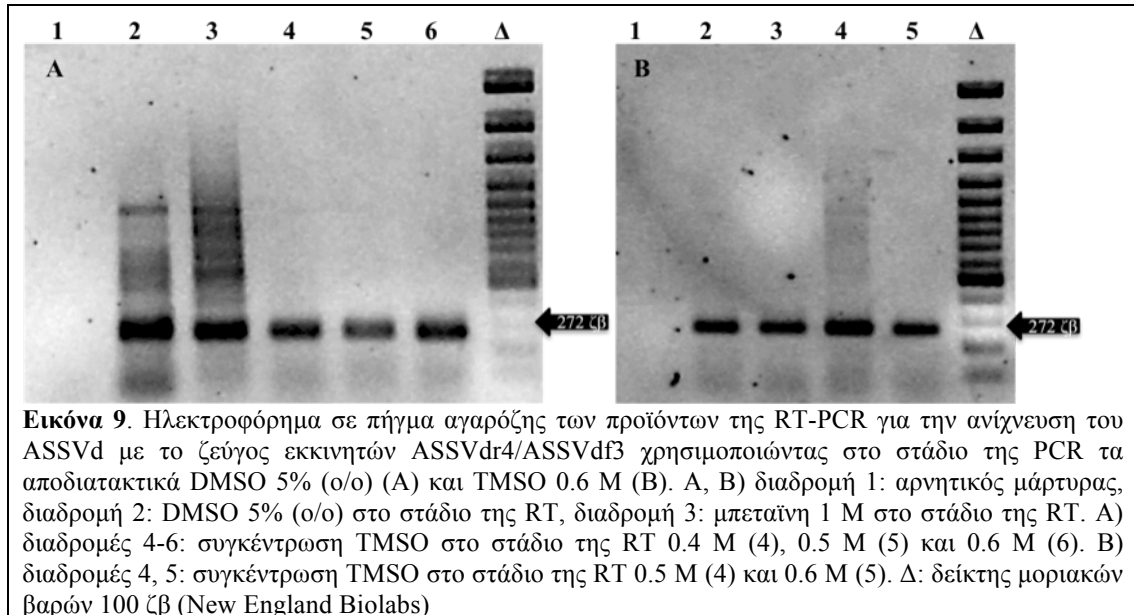 1 2 3 4 5 6 Δ
A
272 ζβ
1 2 3 4 5 Δ
B
272 ζβ
Εικόνα 9. Ηλεκτροφόρημα σε πήγμα αγαρόζης των προϊόντων της RT-PCR για την ανίχνευση του
ASSVd με το ζεύγος εκκινητών ASSVdr4/ASSVdf3 χρησιμοποιώντας στο στάδιο της PCR τα
αποδιατακτικά DMSO 5% (ο/ο) (A) και TMSO 0.6 M (B). A, B) διαδρομή 1: αρνητικός μάρτυρας,
διαδρομή 2: DMSO 5% (ο/ο) στο στάδιο της RT, διαδρομή 3: μπεταϊνη 1 M στο στάδιο της RT. A)
διαδρομές 4-6: συγκέντρωση TMSO στο στάδιο της RT 0.4 M (4), 0.5 M (5) και 0.6 M (6). B)
διαδρομές 4, 5: συγκέντρωση TMSO στο στάδιο της RT 0.5 M (4) και 0.6 M (5). Δ: δείκτης μοριακών
βαρών 100 ζβ (New England Biolabs)